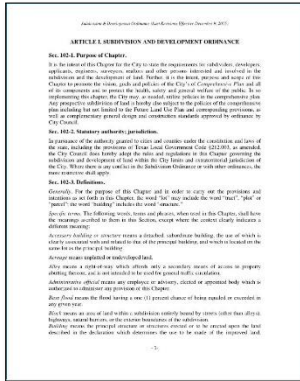 Subdivision & Development Ordinance
ARTICLE I. SUBDIVISION AND DEVELOPMENT ORDINANCE
Sec. 102-1. Purpose of Chapter.
It is the intent of this Chapter for the City to state the requirements for subdividers, developers,
applicants, engineers, surveyors, realtors and other persons interested and involved in the
subdivision and the development of land. Further, it is the intent, purpose and scope of this
Chapter to promote the vision, goals and policies of the City's Comprehensive Plan and all
of its components and to protect the health, safety and general welfare of the public. In so
implementing this chapter, the City may, as needed, utilize policies to the comprehensive plan.
Any prospective subdivision of land is hereby also subject to the policies of the comprehensive
plan including but not limited to the Future Land Use Plan and corresponding provisions, as
well as complementary general design and construction standards approved by ordinance by
City Council.
Sec. 102-2. Statutory authority; jurisdiction.
In pursuance of the authority granted to cities and counties under the constitution and laws of
the state, including the provisions of Texas Local Government Code §212.003, as amended,
the City Council does hereby adopt the rules and regulations in this Chapter governing the
subdivisions and development of land within the City limits and extraterritorial jurisdiction of
the City. Where there is any conflict in the Subdivision Ordinance or with other ordinances, the
more restrictive shall apply.
Sec. 102-3. Definitions.
Generally. For the purpose of this Chapter and in order to carry out the provisions and
intentions as set forth in this Chapter, the word "lot" may include the word "tract", "plot" or
"parcel"; the word "building" includes the word "structure."
Specific terms. The following words, terms and phrases, when used in this Section, shall have
the meanings ascribed to them in this Section, except where the context clearly indicates a
different meaning:
Accessory building or structure means a detached, subordinate building, the use of which is
clearly associated with and related to that of the principal building, and which is located on the
same lot as the principal building.
Acreage means unplatted or undeveloped land.
Alley means a right-of-way which affords only a secondary means of access to property
abutting thereon, and is not intended to be used for general traffic circulation.
Administrative official means any employee or advisory, elected or appointed body which is
authorized to administer any provision of this Chapter.
Base flood means the flood having a one (1) percent chance of being equaled or exceeded in
any given year.
Block means an area of land within a subdivision entirely bound by streets (other than alleys),
highways, natural barriers, or the exterior boundaries of the subdivision.
Building means the principal structure or structures erected or to be erected upon the land
described in the declaration which determines the use to be made of the improved land.